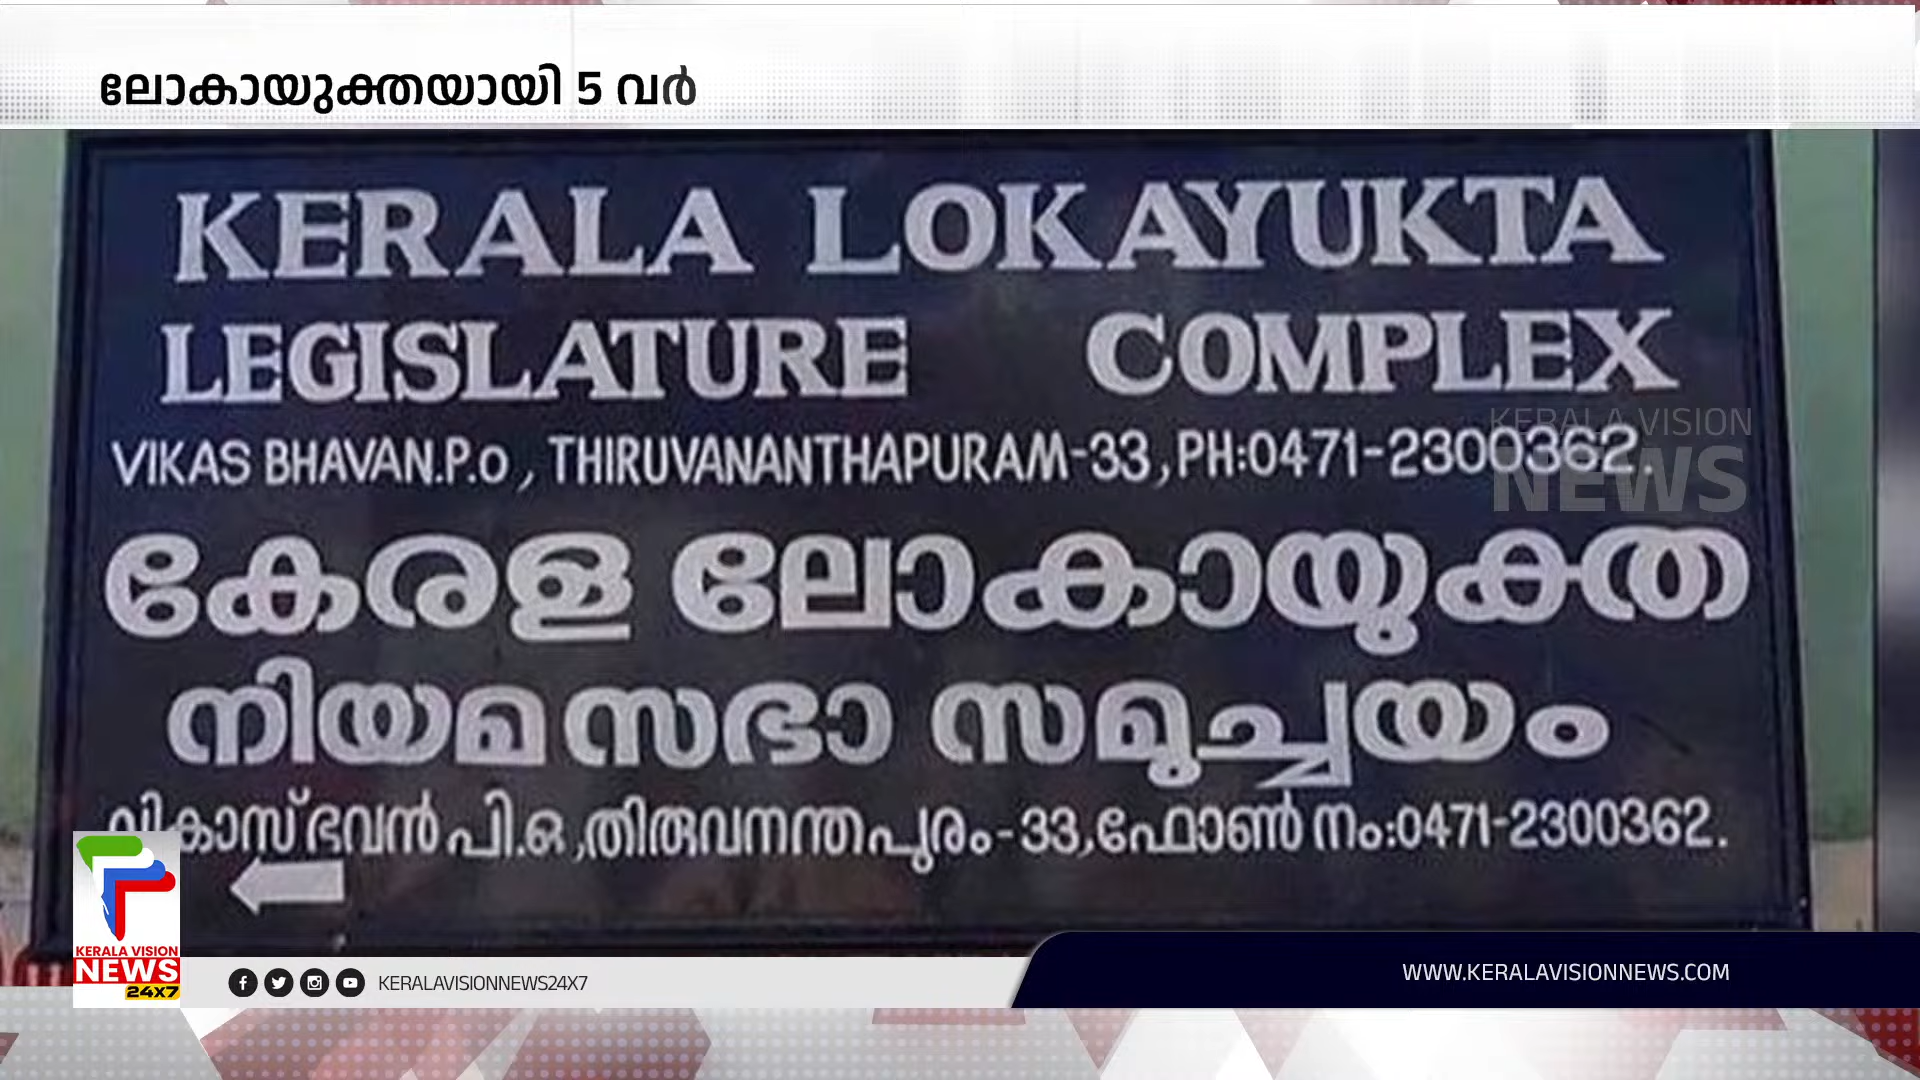 ലോകായുക്തയായി 5 വർ
KERALA LOKAYUKTA
LEGISLATURE COMPLEX
VIKAS BHAVAN.P.O, THIRUVANANTHAPURAM-33, PH:0471-2300362.
KERALA VISION
NEWS
കേരള ലോകായുക്ത
നിയമസഭാ സമുച്ചയം
വികാസ് ഭവൻ പി.ഒ, തിരുവനന്തപുരം-33, ഫോൺ നം:0471-2300362.
KERALA VISION
NEWS
24X7
KERALAVISIONNEWS24X7
WWW.KERALAVISIONNEWS.COM